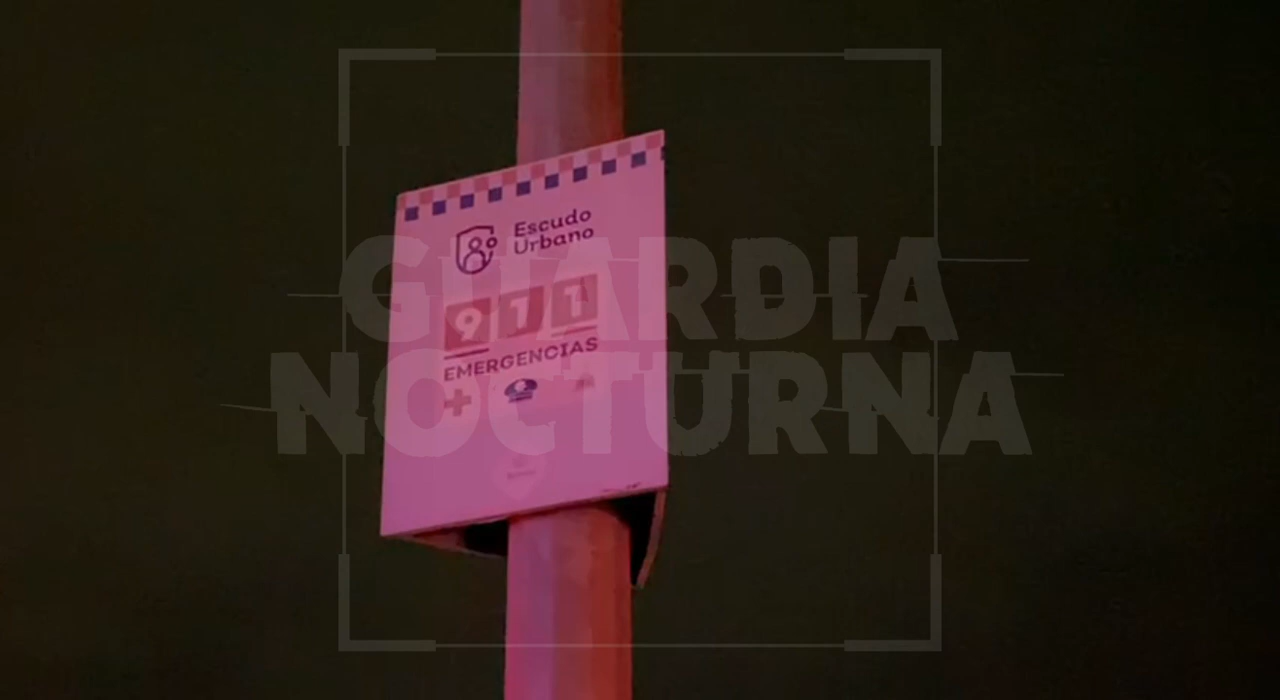 Escudo
Urbano
911
EMERGENCIAS
GUARDIA
NOCTURNA